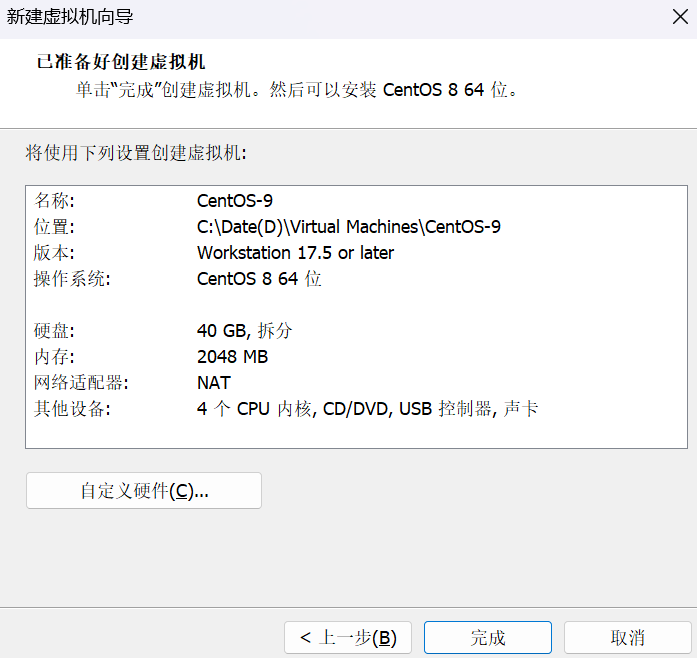 新建虚拟机向导
已准备好创建虚拟机
单击“完成”创建虚拟机。然后可以安装 CentOS 8 64 位。
将使用下列设置创建虚拟机:
名称: CentOS-9
位置: C:\Date(D)\Virtual Machines\CentOS-9
版本: Workstation 17.5 or later
操作系统: CentOS 8 64 位
硬盘: 40 GB, 拆分
内存: 2048 MB
网络适配器: NAT
其他设备: 4 个 CPU 内核, CD/DVD, USB 控制器, 声卡
自定义硬件(C)...
< 上一步(B) 完成 取消